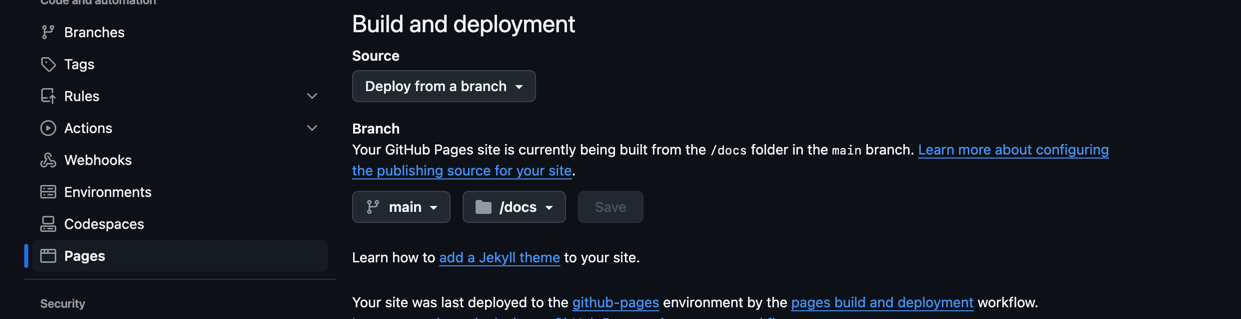 Code and automation
Branches
Tags
Rules
Actions
Webhooks
Environments
Codespaces
Pages
Security
Build and deployment
Source
Deploy from a branch
Branch
Your GitHub Pages site is currently being built from the /docs folder in the main branch. Learn more about configuring
the publishing source for your site.
main
/docs
Save
Learn how to add a Jekyll theme to your site.
Your site was last deployed to the github-pages environment by the pages build and deployment workflow.